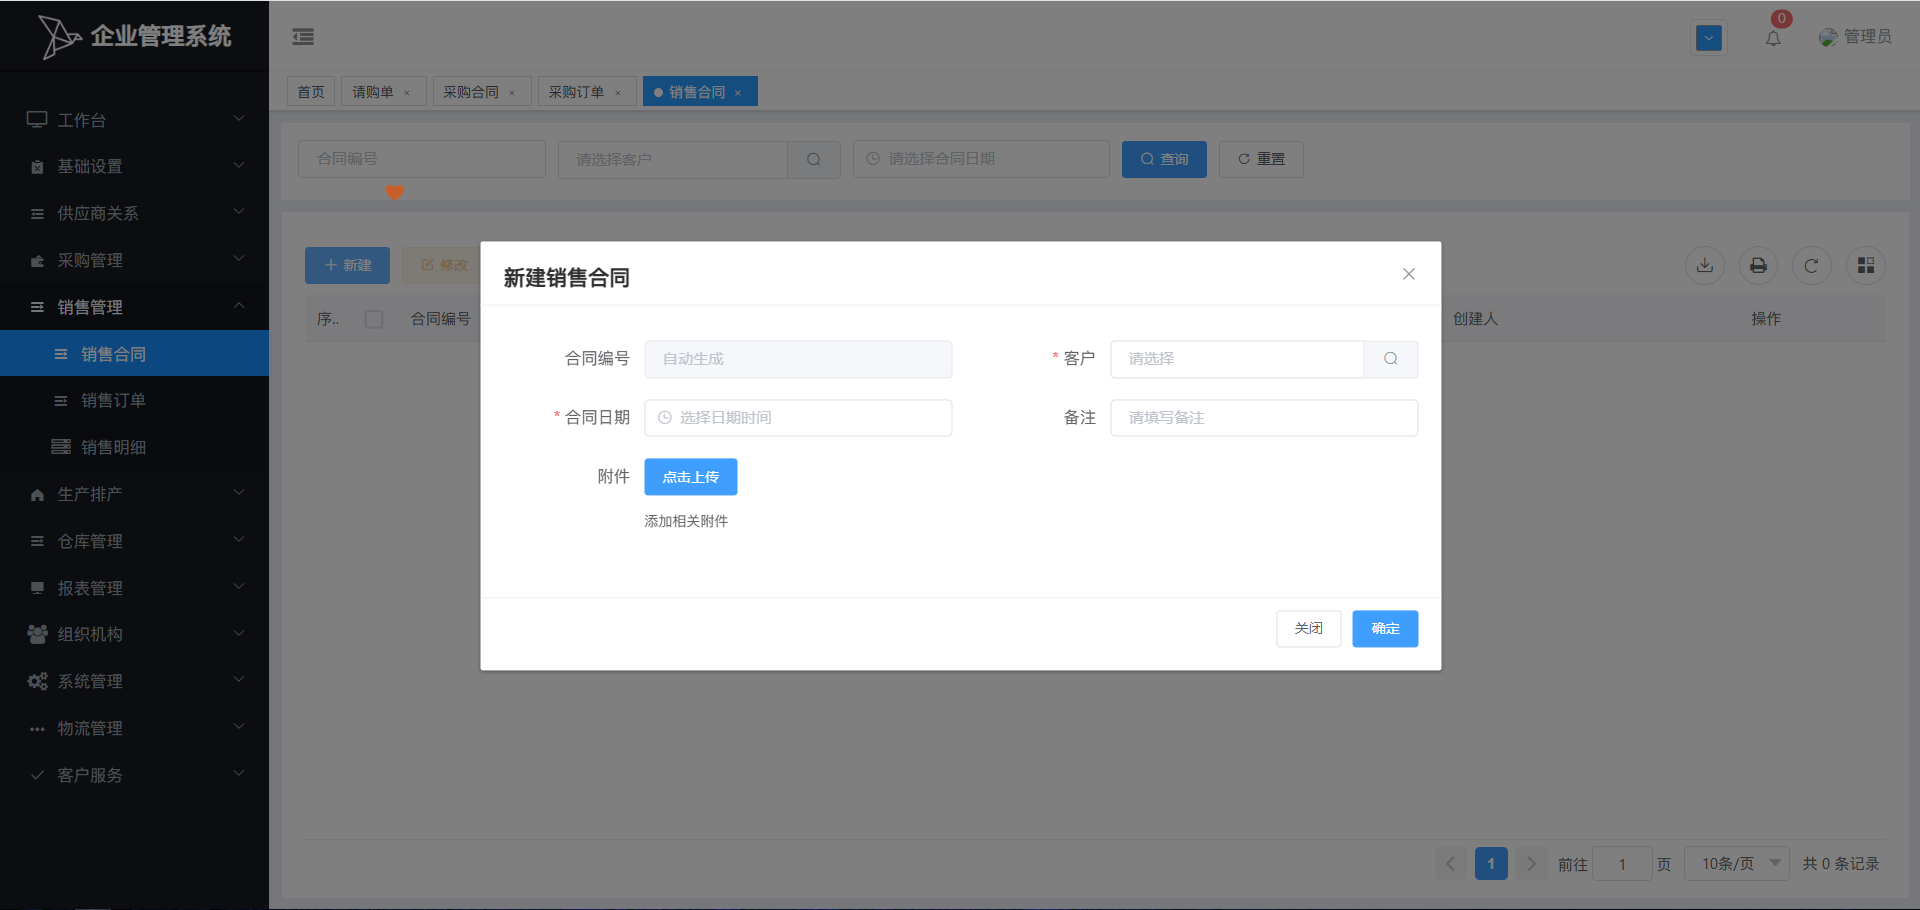 企业管理系统
0
管理员
首页
请购单 ×
采购合同 ×
采购订单 ×
销售合同 ×
工作台
基础设置
供应商关系
采购管理
销售管理
销售合同
销售订单
销售明细
生产排产
仓库管理
报表管理
组织机构
系统管理
物流管理
客户服务
合同编号
请选择客户
请选择合同日期
查询
重置
新建
修改
序..
合同编号
创建人
操作
新建销售合同
合同编号
自动生成
* 客户
请选择
* 合同日期
选择日期时间
备注
请填写备注
附件
点击上传
添加相关附件
关闭
确定
1
前往
1
页
10条/页
共 0 条记录